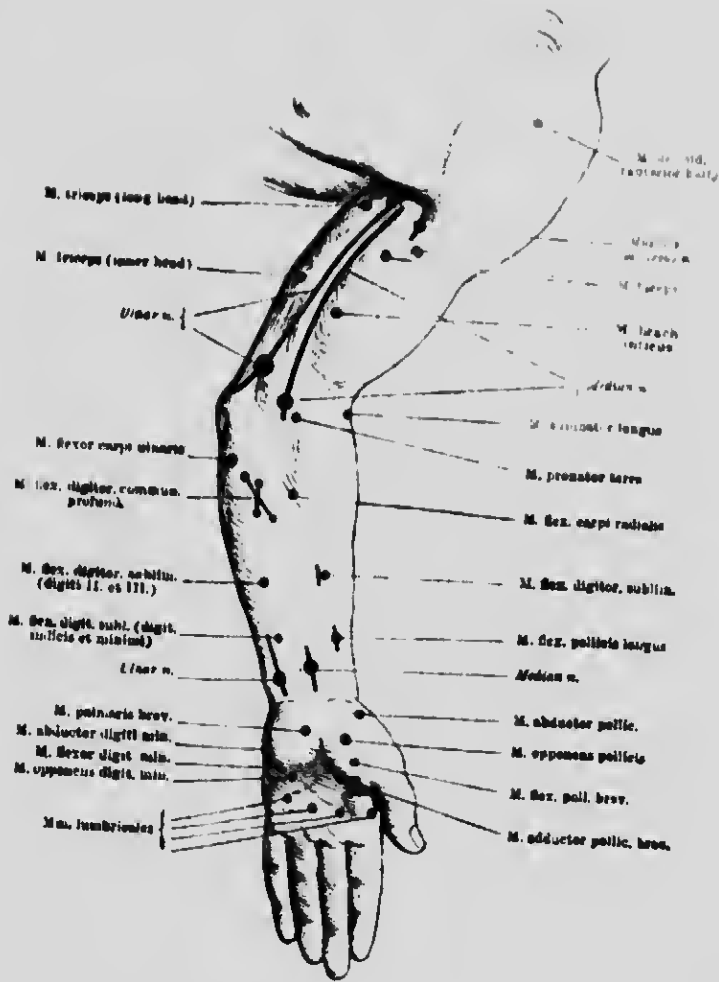 M. triceps (long head)
M. triceps (inner head)
Ulnar n.
M. flexor carpi ulnaris
M. flex. digitor. commun.
profund.
M. flex. digitor. sublim.
(digiti II. et III.)
M. flex. digit. subl. (digit.
indicis et minimi)
Ulnar n.
M. palmaris brev.
M. abductor digiti min.
M. flexor digit. min.
M. opponens digit. min.
Mm. lumbricales
M.
anterior half
M. biceps
M. brach.
anticus
Median n.
M. supinator longus
M. pronator teres
M. flex. carpi radialis
M. flex. digitor. sublim.
M. flex. pollicis longus
Median n.
M. abductor pollic.
M. opponens pollicis
M. flex. poll. brev.
M. adductor pollic. brev.